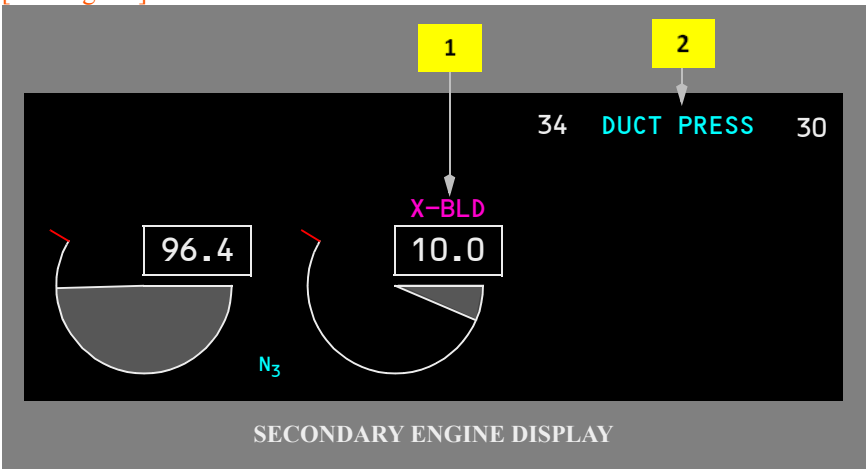 1
2
34 DUCT PRESS 30
X-BLD
96.4 10.0
N3
SECONDARY ENGINE DISPLAY